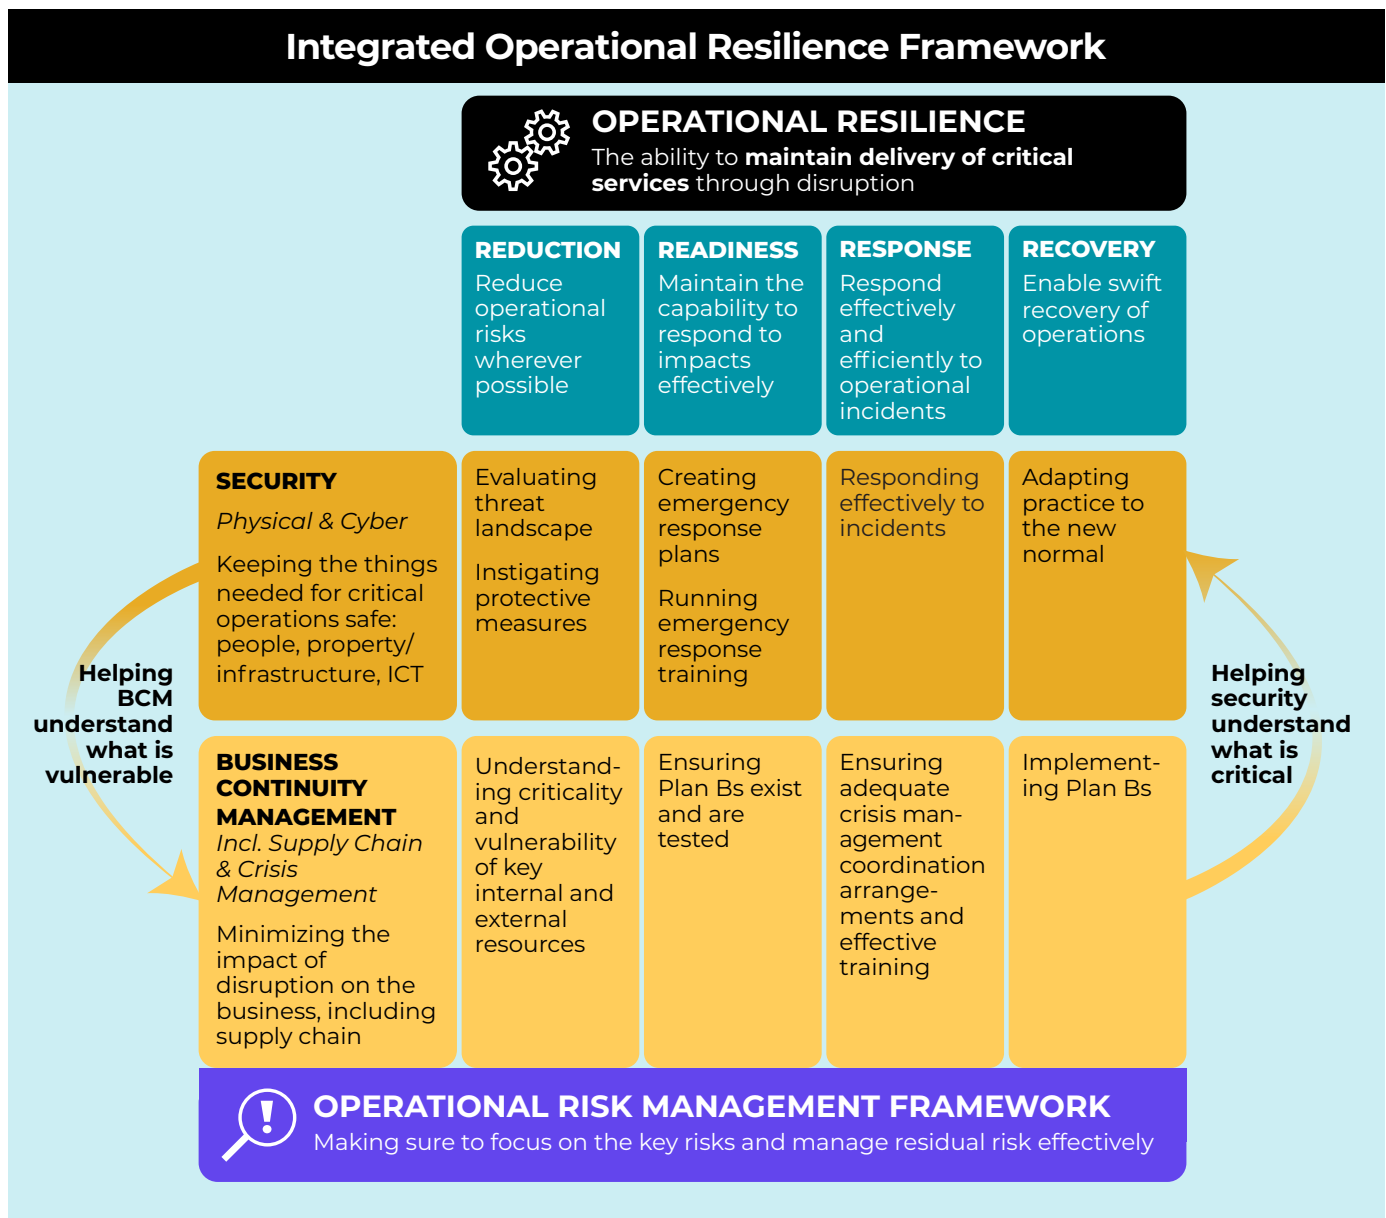 Integrated Operational Resilience Framework
OPERATIONAL RESILIENCE
The ability to maintain delivery of critical
services through disruption
REDUCTION
Reduce
operational
risks
wherever
possible
READINESS
Maintain the
capability to
respond to
impacts
effectively
RESPONSE
Respond
effectively
and
efficiently to
operational
incidents
RECOVERY
Enable swift
recovery of
operations
SECURITY
Physical & Cyber
Keeping the things
needed for critical
operations safe:
people, property/
infrastructure, ICT
Evaluating
threat
landscape
Instigating
protective
measures
Creating
emergency
response
plans
Running
emergency
response
training
Responding
effectively to
incidents
Adapting
practice to
the new
normal
Helping
BCM
understand
what is
vulnerable
Helping
security
understand
what is
critical
BUSINESS
CONTINUITY
MANAGEMENT
Incl. Supply Chain
& Crisis
Management
Minimizing the
impact of
disruption on the
business, including
supply chain
Understand-
ing criticality
and
vulnerability
of key
internal and
external
resources
Ensuring
Plan Bs exist
and are
tested
Ensuring
adequate
crisis man-
agement
coordination
arrange-
ments and
effective
training
Implement-
ing Plan Bs
OPERATIONAL RISK MANAGEMENT FRAMEWORK
Making sure to focus on the key risks and manage residual risk effectively